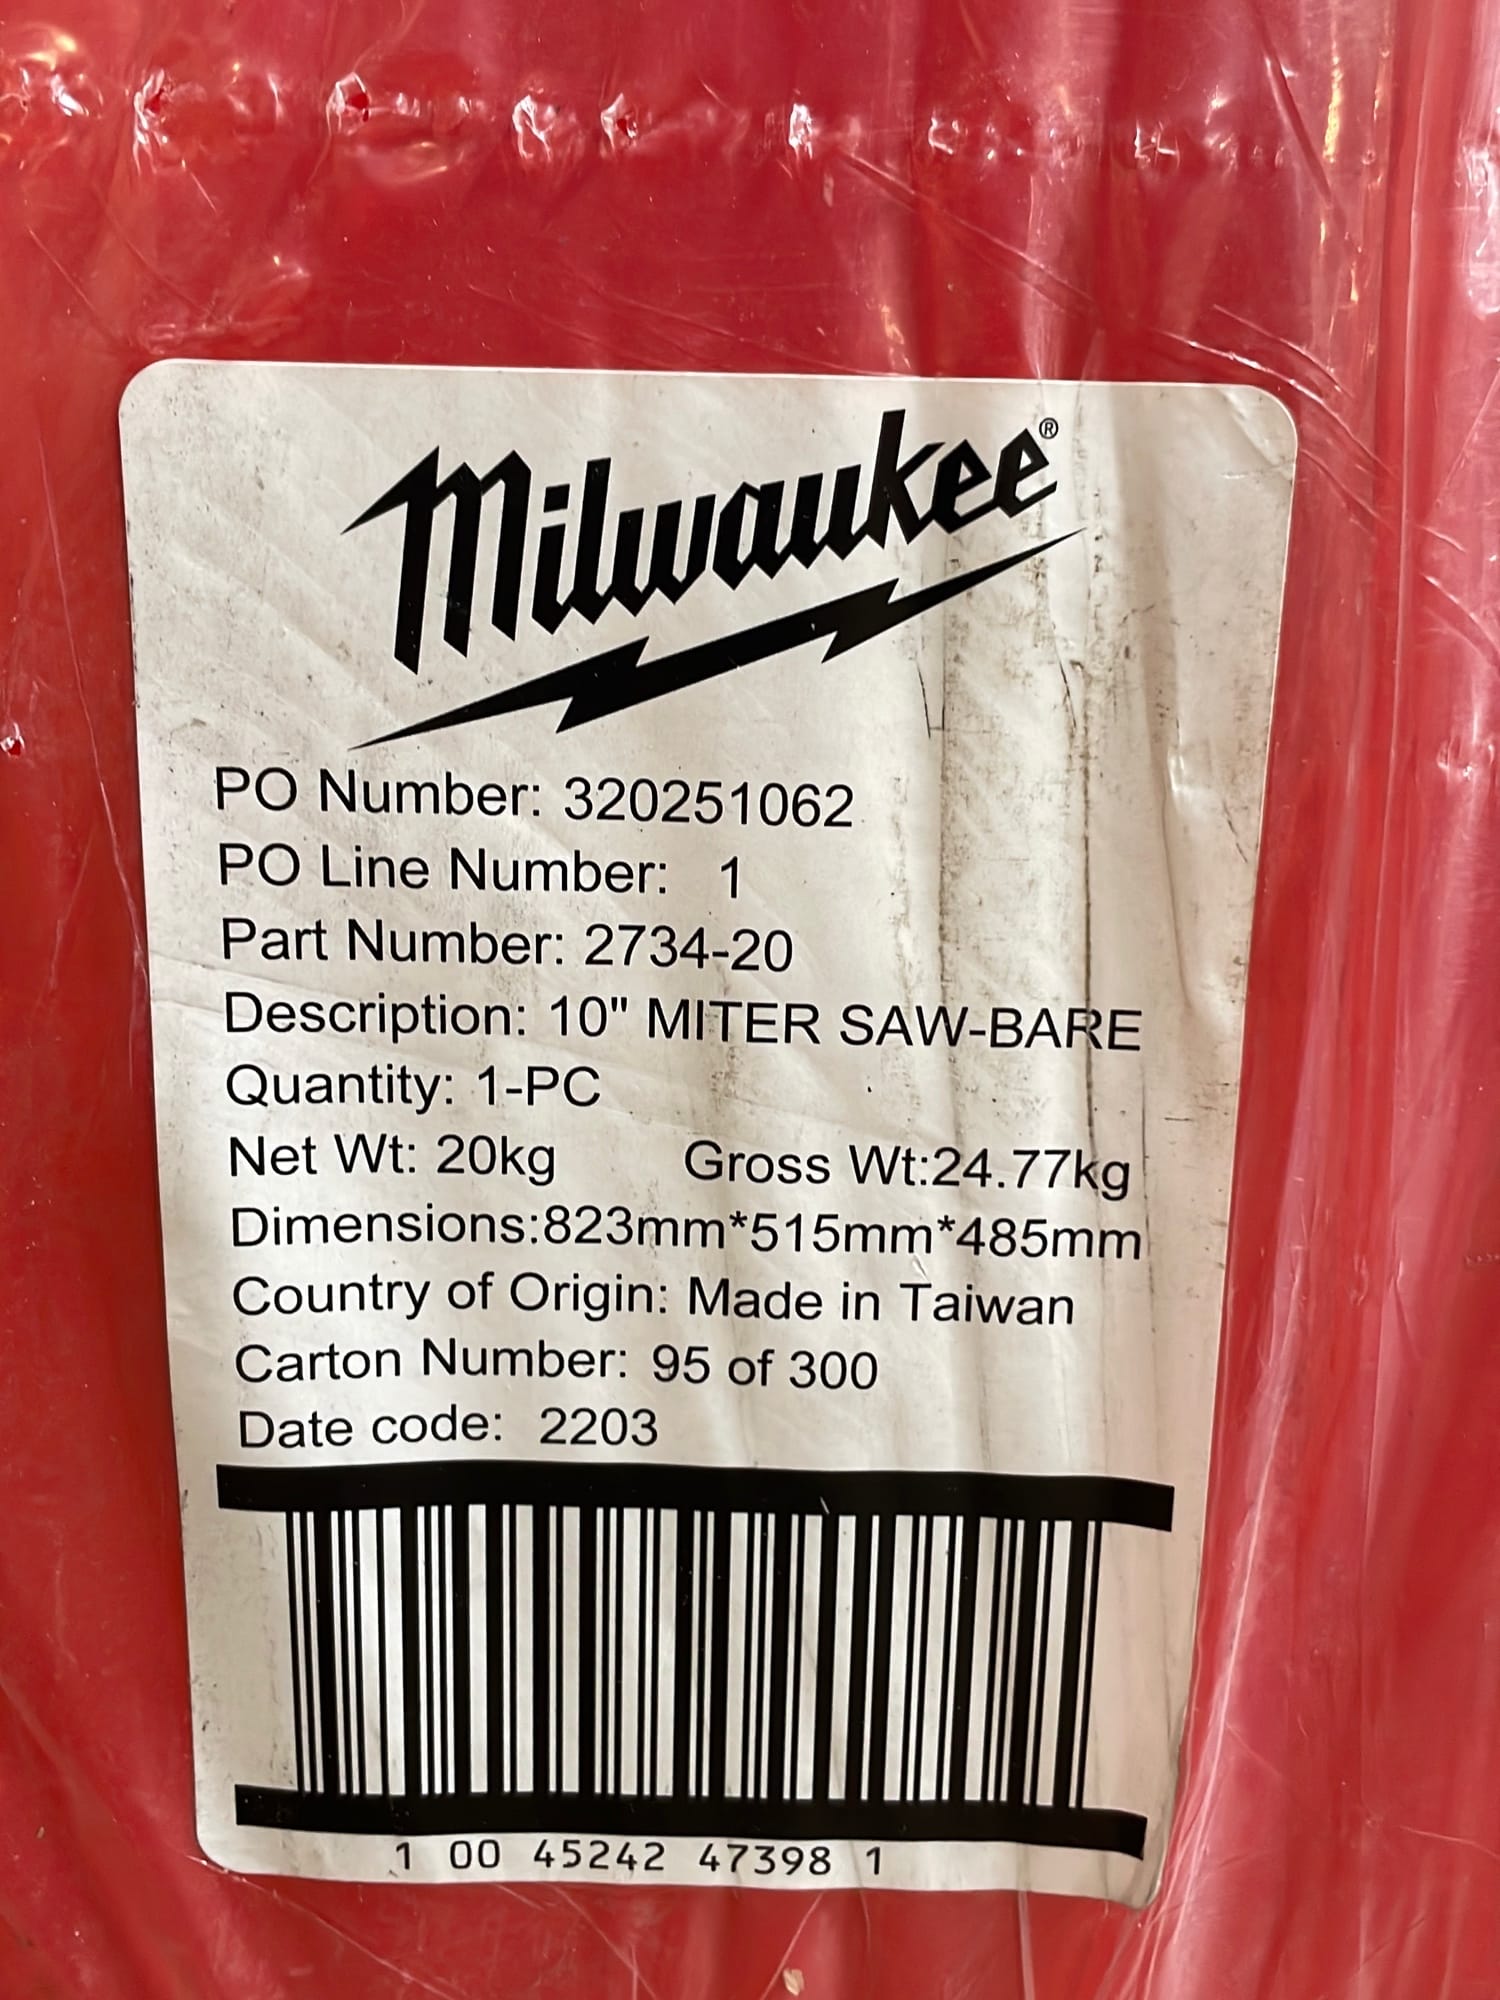 Milwaukee®
PO Number: 320251062
PO Line Number: 1
Part Number: 2734-20
Description: 10" MITER SAW-BARE
Quantity: 1-PC
Net Wt: 20kg Gross Wt:24.77kg
Dimensions:823mm*515mm*485mm
Country of Origin: Made in Taiwan
Carton Number: 95 of 300
Date code: 2203
1 00 45242 47398 1